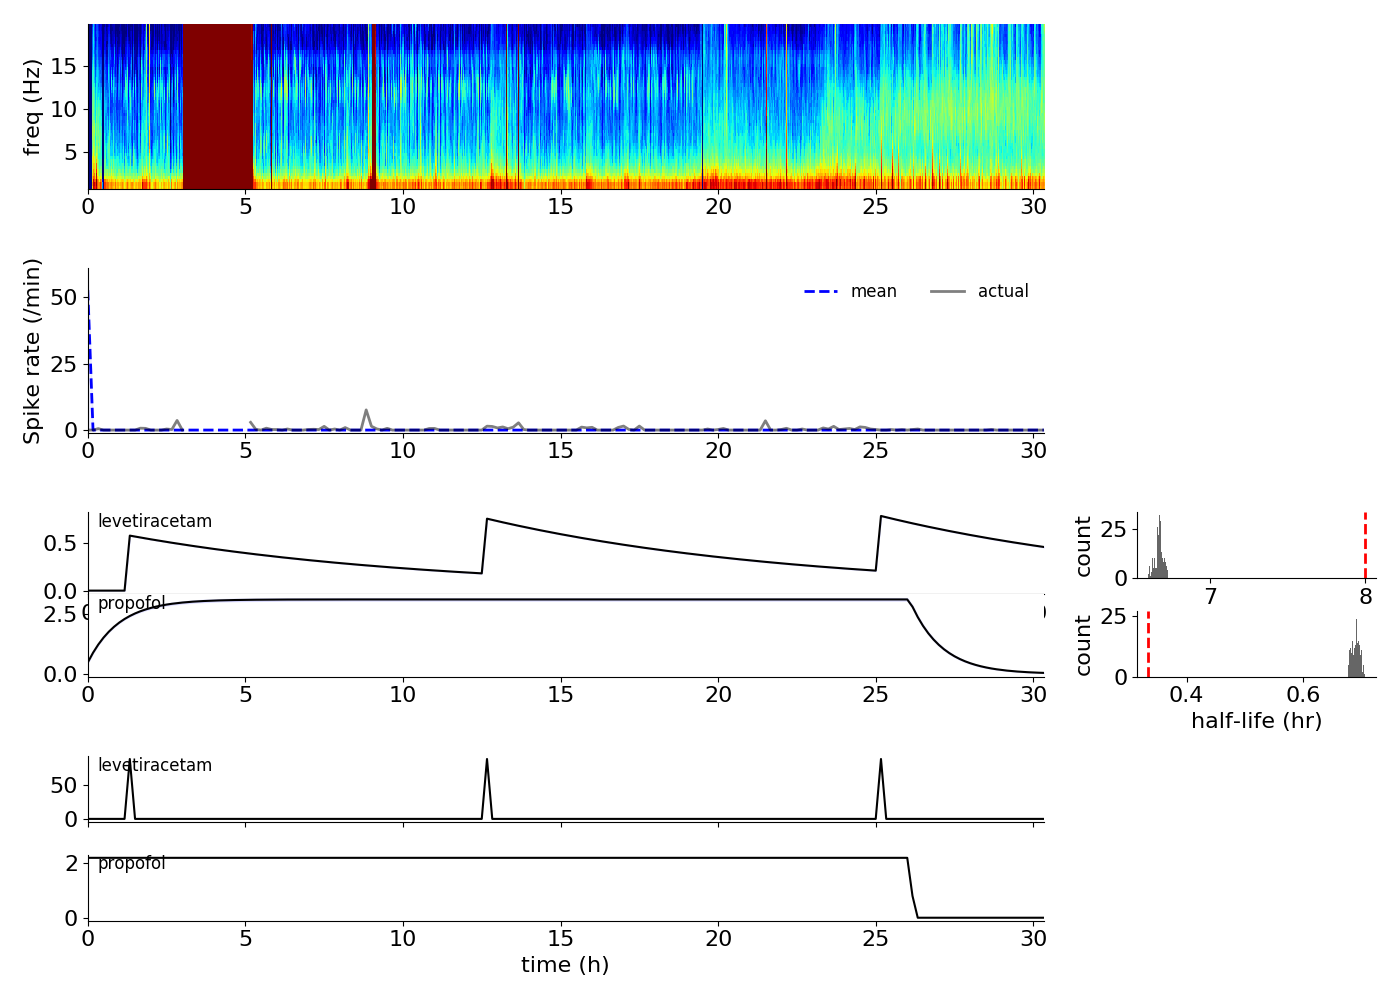 freq (Hz)
15
10
5
0 5 10 15 20 25 30
Spike rate (/min)
50
25
0
mean actual
0 5 10 15 20 25 30
levetiracetam
0.5
0.0
count
25
0
7 8
propofol
2.5
0.0
0 5 10 15 20 25 30
count
25
0
0.4 0.6
half-life (hr)
levetiracetam
50
0
propofol
2
0
0 5 10 15 20 25 30
time (h)